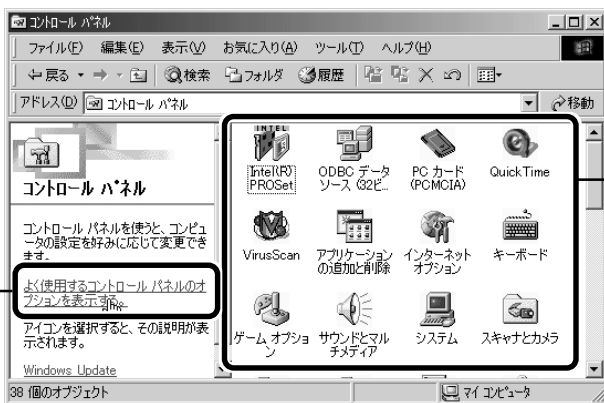 コントロール パネル
ファイル(F) 編集(E) 表示(V) お気に入り(A) ツール(T) ヘルプ(H)
戻る 検索 フォルダ 履歴
アドレス(D) コントロール パネル 移動
コントロール パネル
コントロール パネルを使うと、コンピュ
ータの設定を好みに応じて変更でき
ます。
よく使用するコントロール パネルのオ
プションを表示する。
アイコンを選択すると、その説明が表
示されます。
Windows Update
INTEL
Intel(R)
PROSet
ODBC データ
ソース (32ビ...
PC カード
(PCMCIA)
QuickTime
VirusScan
アプリケーション
の追加と削除
インターネット
オプション
キーボード
ゲーム オプショ
ン
サウンドとマル
チメディア
システム
スキャナとカメラ
38 個のオブジェクト
マイ コンピュータ